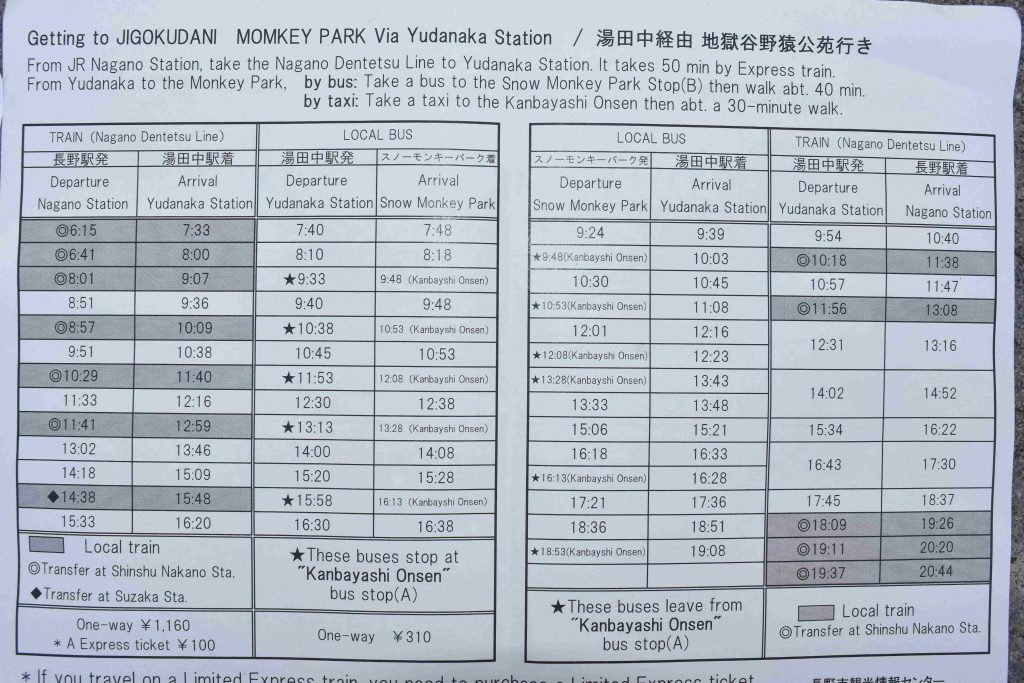 Getting to JIGOKUDANI MOMKEY PARK Via Yudanaka Station / 湯田中経由 地獄谷野猿公苑行き
From JR Nagano Station, take the Nagano Dentetsu Line to Yudanaka Station. It takes 50 min by Express train.
From Yudanaka to the Monkey Park, by bus: Take a bus to the Snow Monkey Park Stop(B) then walk abt. 40 min.
by taxi: Take a taxi to the Kanbayashi Onsen then abt. a 30-minute walk.
TRAIN (Nagano Dentetsu Line) LOCAL BUS
長野駅発 湯田中駅着 湯田中駅発 スノーモンキーパーク着
Departure Arrival Departure Arrival
Nagano Station Yudanaka Station Yudanaka Station Snow Monkey Park
◎6:15 7:33 7:40 7:48
◎6:41 8:00 8:10 8:18
◎8:01 9:07 ★9:33 9:48 (Kanbayshi Onsen)
8:51 9:36 9:40 9:48
◎8:57 10:09 ★10:38 10:53 (Kanbayshi Onsen)
9:51 10:38 10:45 10:53
◎10:29 11:40 ★11:53 12:08 (Kanbayshi Onsen)
11:33 12:16 12:30 12:38
◎11:41 12:59 ★13:13 13:28 (Kanbayshi Onsen)
13:02 13:46 14:00 14:08
14:18 15:09 15:20 15:28
◆14:38 15:48 ★15:58 16:13 (Kanbayshi Onsen)
15:33 16:20 16:30 16:38
Local train
◎Transfer at Shinshu Nakano Sta.
◆Transfer at Suzaka Sta.
★These buses stop at
"Kanbayashi Onsen"
bus stop(A)
One-way ¥1,160
* A Express ticket ¥100
One-way ¥310
LOCAL BUS TRAIN (Nagano Dentetsu Line)
スノーモンキーパーク発 湯田中駅着 湯田中駅発 長野駅着
Departure Arrival Departure Arrival
Snow Monkey Park Yudanaka Station Yudanaka Station Nagano Station
9:24 9:39 9:54 10:40
★9:48(Kanbayshi Onsen) 10:03 ◎10:18 11:38
10:30 10:45 10:57 11:47
★10:53(Kanbayshi Onsen) 11:08 ◎11:56 13:08
12:01 12:16 12:31 13:16
★12:08(Kanbayshi Onsen) 12:23
★13:28(Kanbayshi Onsen) 13:43 14:02 14:52
13:33 13:48
15:06 15:21 15:34 16:22
16:18 16:33 16:43 17:30
★16:13(Kanbayshi Onsen) 16:28
17:21 17:36 17:45 18:37
18:36 18:51 ◎18:09 19:26
★18:53(Kanbayshi Onsen) 19:08 ◎19:11 20:20
◎19:37 20:44
★These buses leave from
"Kanbayashi Onsen"
bus stop(A)
Local train
◎Transfer at Shinshu Nakano Sta.
* If you travel on a Limited Express train, you need to purchase a Limited Express ticket
長野市観光情報センター